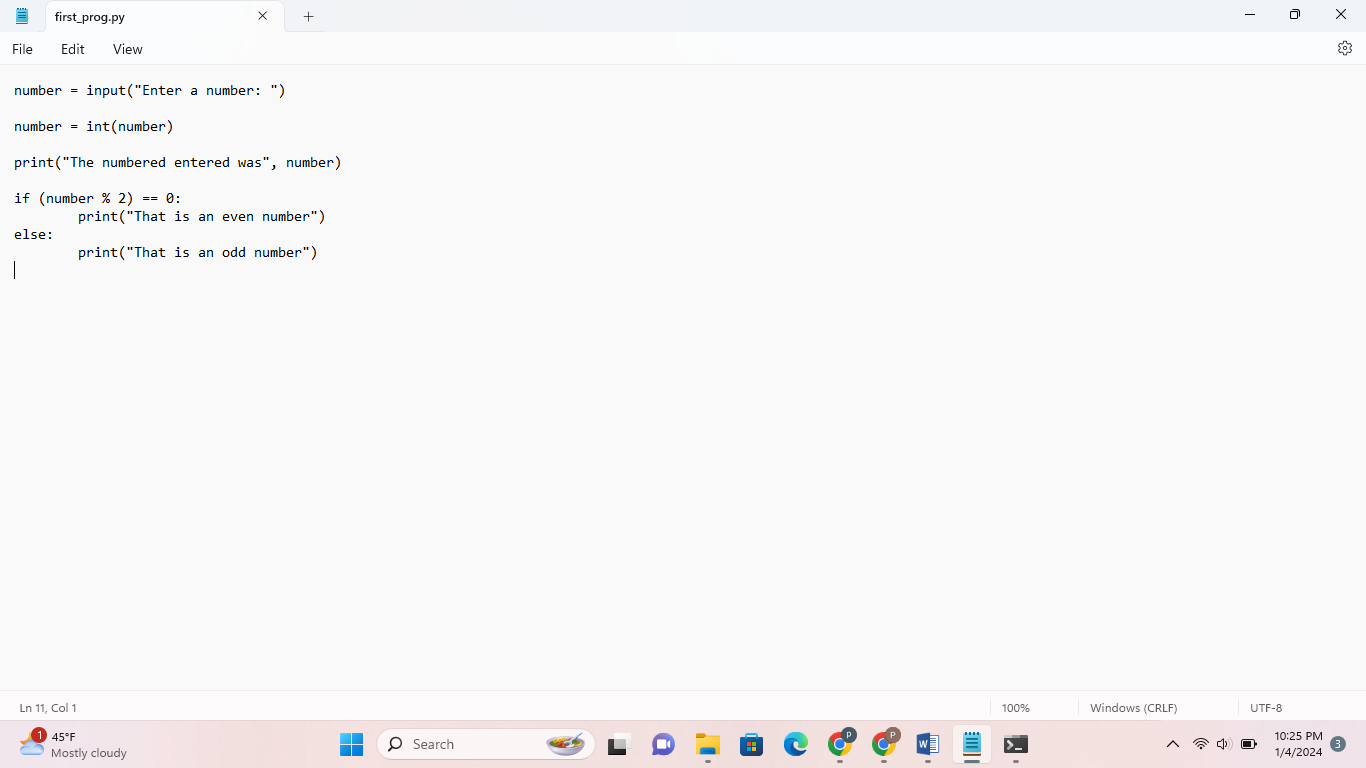 first_prog.py
File Edit View
number = input("Enter a number: ")
number = int(number)
print("The numbered entered was", number)
if (number % 2) == 0:
        print("That is an even number")
else:
        print("That is an odd number")
Ln 11, Col 1
100%
Windows (CRLF)
UTF-8
1
45°F
Mostly cloudy
Search
P
P
W
10:25 PM
1/4/2024
3